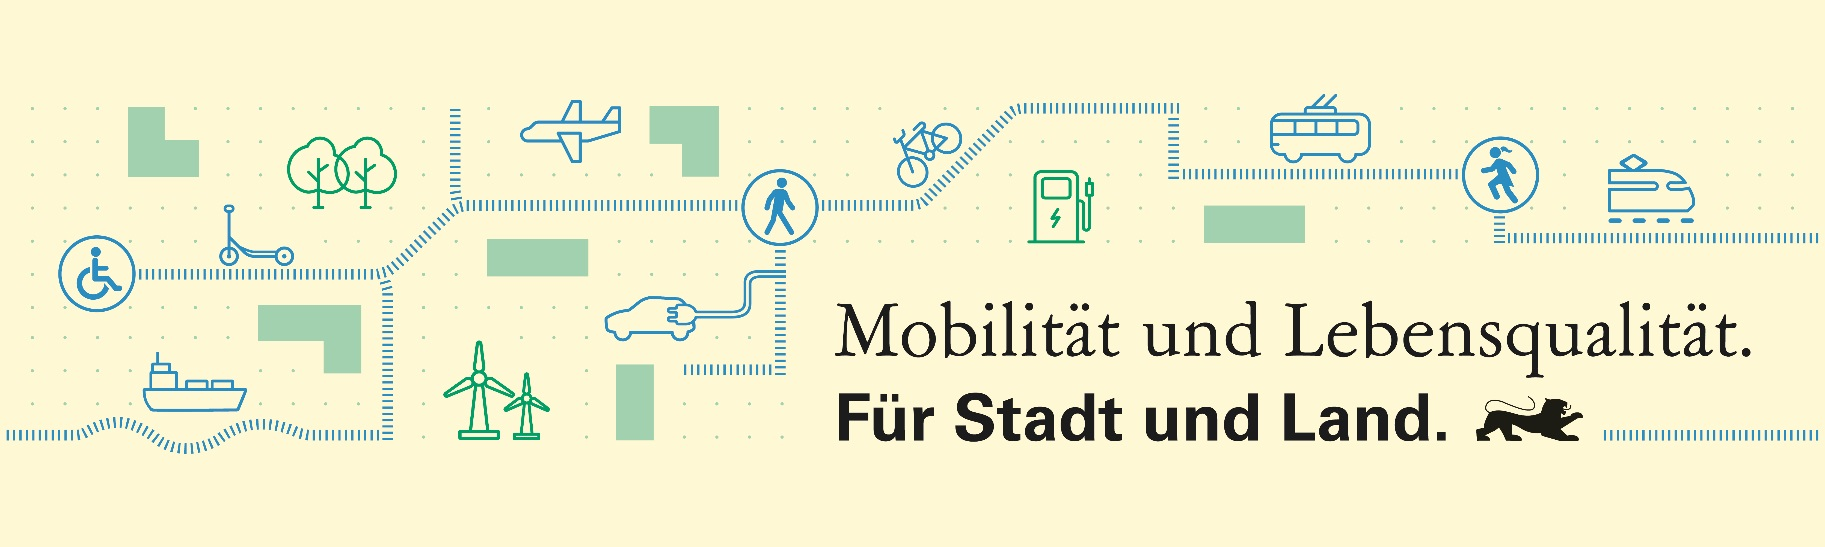 Mobilität und Lebensqualität.
Für Stadt und Land.